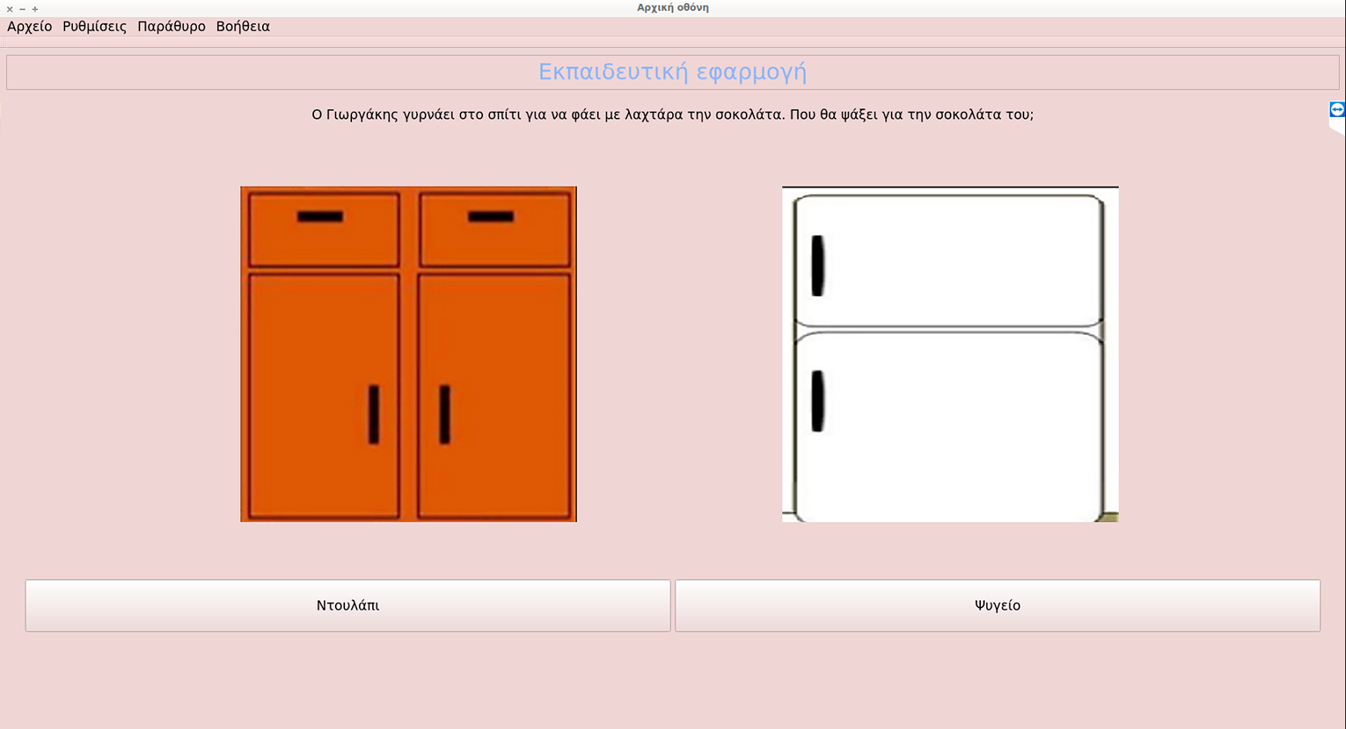 Αρχική οθόνη
Αρχείο Ρυθμίσεις Παράθυρο Βοήθεια
Εκπαιδευτική εφαρμογή
Ο Γιωργάκης γυρνάει στο σπίτι για να φάει με λαχτάρα την σοκολάτα. Που θα ψάξει για την σοκολάτα του;
Ντουλάπι Ψυγείο